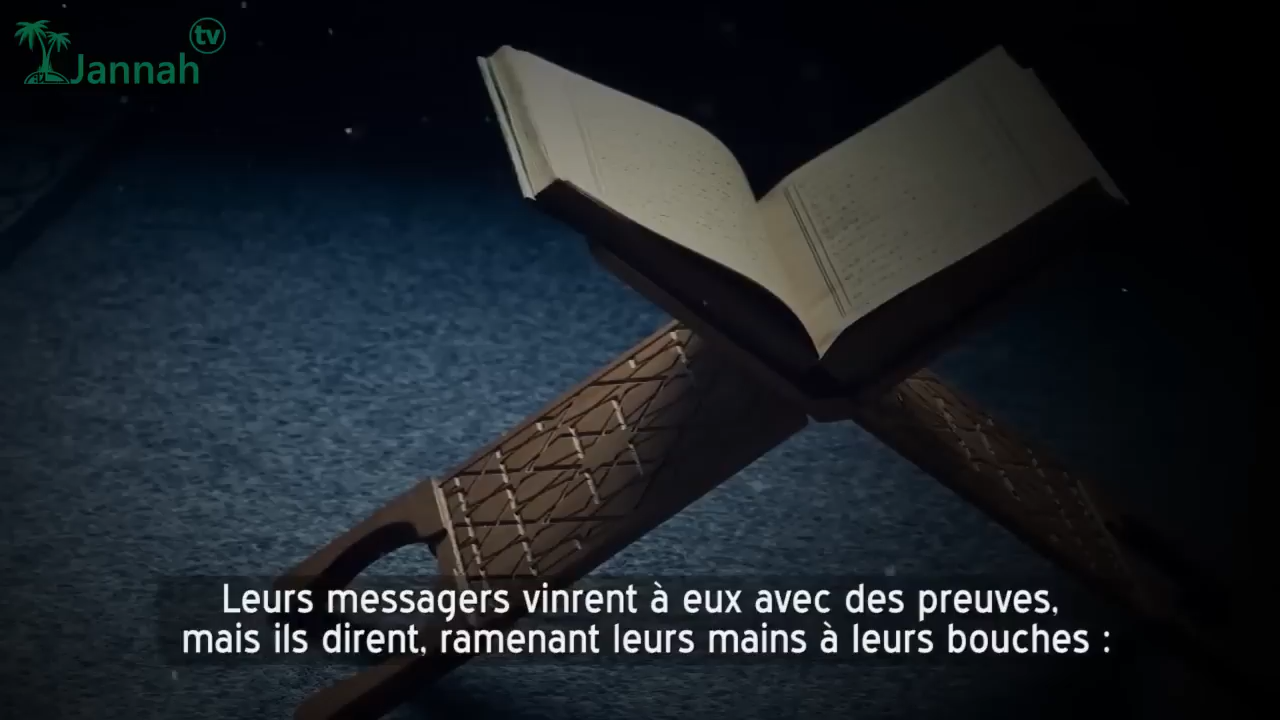 tv
Jannah
Leurs messagers vinrent à eux avec des preuves,
mais ils dirent, ramenant leurs mains à leurs bouches :